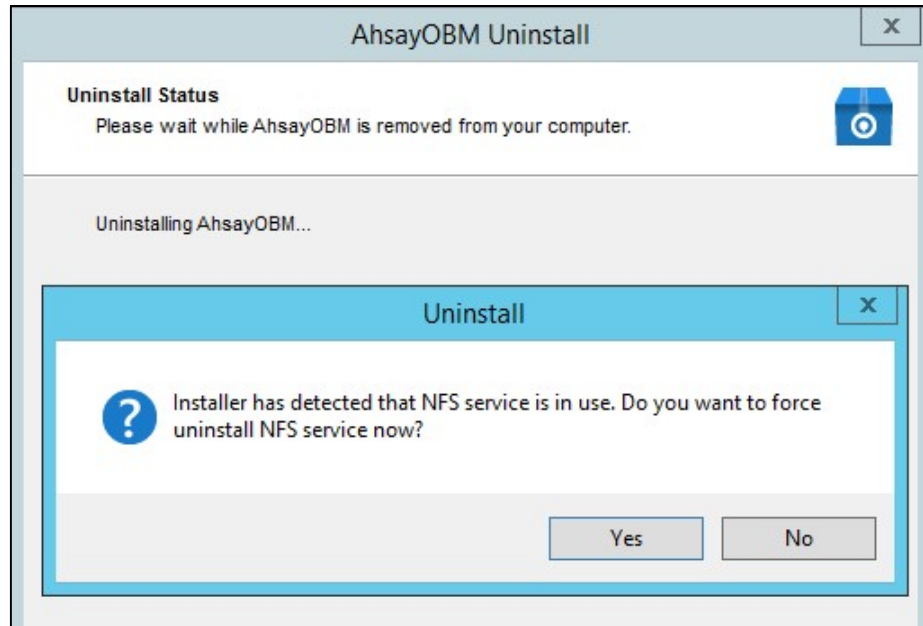 AhsayOBM Uninstall
x
Uninstall Status
Please wait while AhsayOBM is removed from your computer.
Uninstalling AhsayOBM...
Uninstall
x
Installer has detected that NFS service is in use. Do you want to force
uninstall NFS service now?
Yes
No